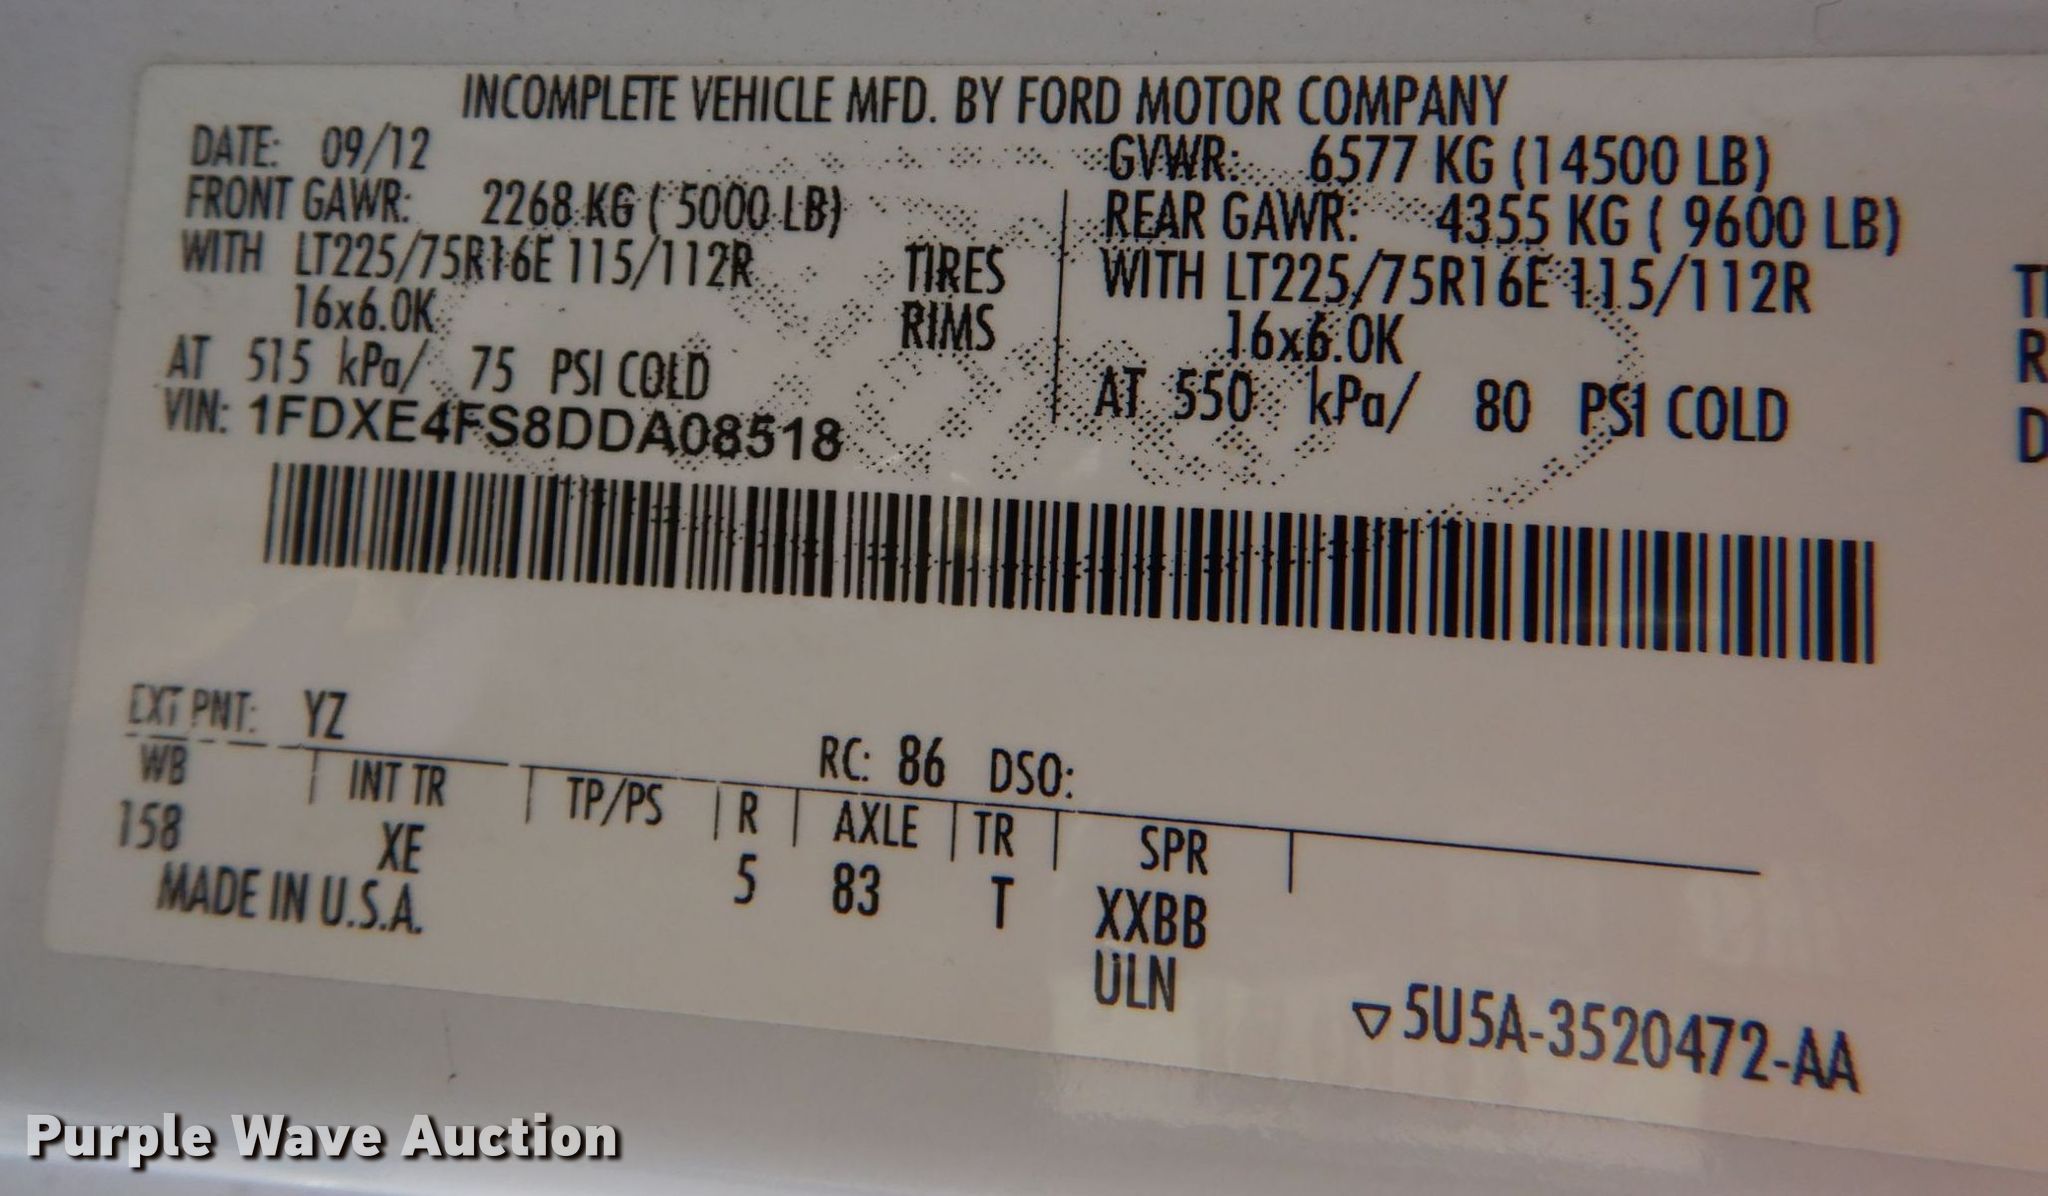 INCOMPLETE VEHICLE MFD. BY FORD MOTOR COMPANY
DATE: 09/12 GVWR: 6577 KG (14500 LB)
FRONT GAWR: 2268 KG ( 5000 LB) REAR GAWR: 4355 KG ( 9600 LB)
WITH LT225/75R16E 115/112R TIRES WITH LT225/75R16E 115/112R
16x6.0K RIMS 16x6.0K
AT 515 kPa/ 75 PSI COLD AT 550 kPa/ 80 PSI COLD
VIN: 1FDXE4FS8DDA08518
EXT PNT: YZ RC: 86 DSO:
WB INT TR TP/PS R AXLE TR SPR
158 XE 5 83 T XXBB
MADE IN U.S.A. ULN
▽5U5A-3520472-AA
Purple Wave Auction